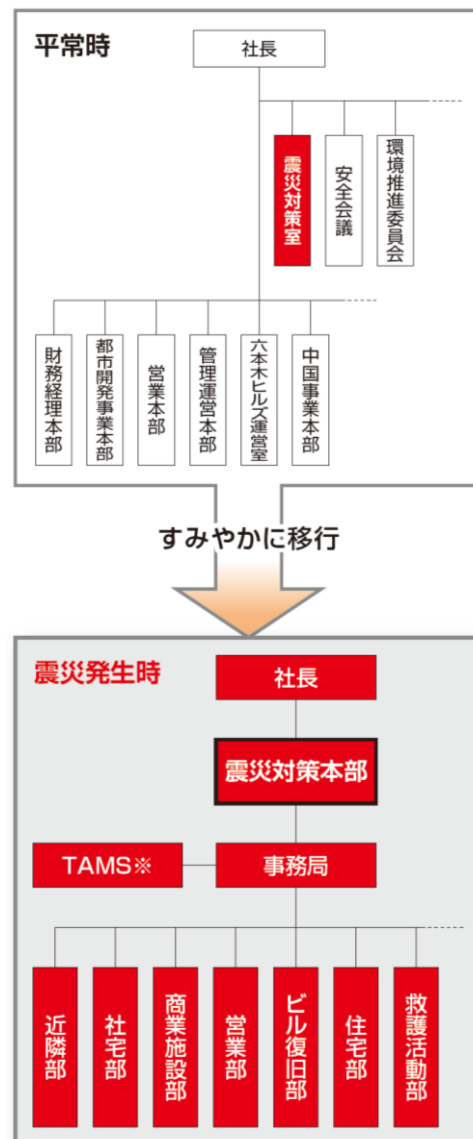 平常時
社長
震災対策室
安全会議
環境推進委員会
財務経理本部
都市開発事業本部
営業本部
管理運営本部
六本木ヒルズ運営室
中国事業本部
すみやかに移行
震災発生時
社長
震災対策本部
TAMS※
事務局
近隣部
社宅部
商業施設部
営業部
ビル復旧部
住宅部
救護活動部